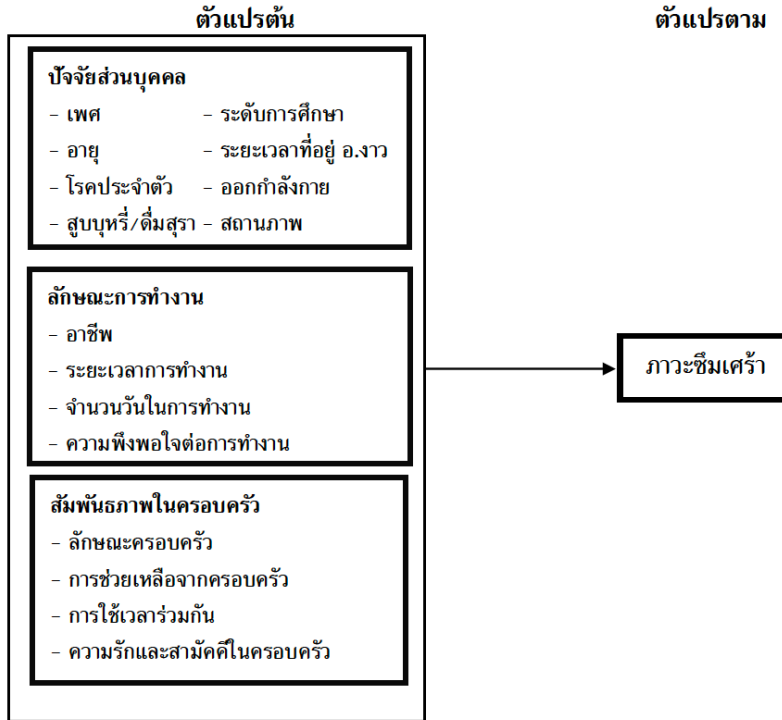 ตัวแปรต้น
ตัวแปรตาม
ปัจจัยส่วนบุคคล
- เพศ - ระดับการศึกษา
- อายุ - ระยะเวลาที่อยู่ อ.งาว
- โรคประจำตัว - ออกกำลังกาย
- สูบบุหรี่/ดื่มสุรา - สถานภาพ
ลักษณะการทำงาน
- อาชีพ
- ระยะเวลาการทำงาน
- จำนวนวันในการทำงาน
- ความพึงพอใจต่อการทำงาน
สัมพันธภาพในครอบครัว
- ลักษณะครอบครัว
- การช่วยเหลือจากครอบครัว
- การใช้เวลาร่วมกัน
- ความรักและสามัคคีในครอบครัว
ภาวะซึมเศร้า